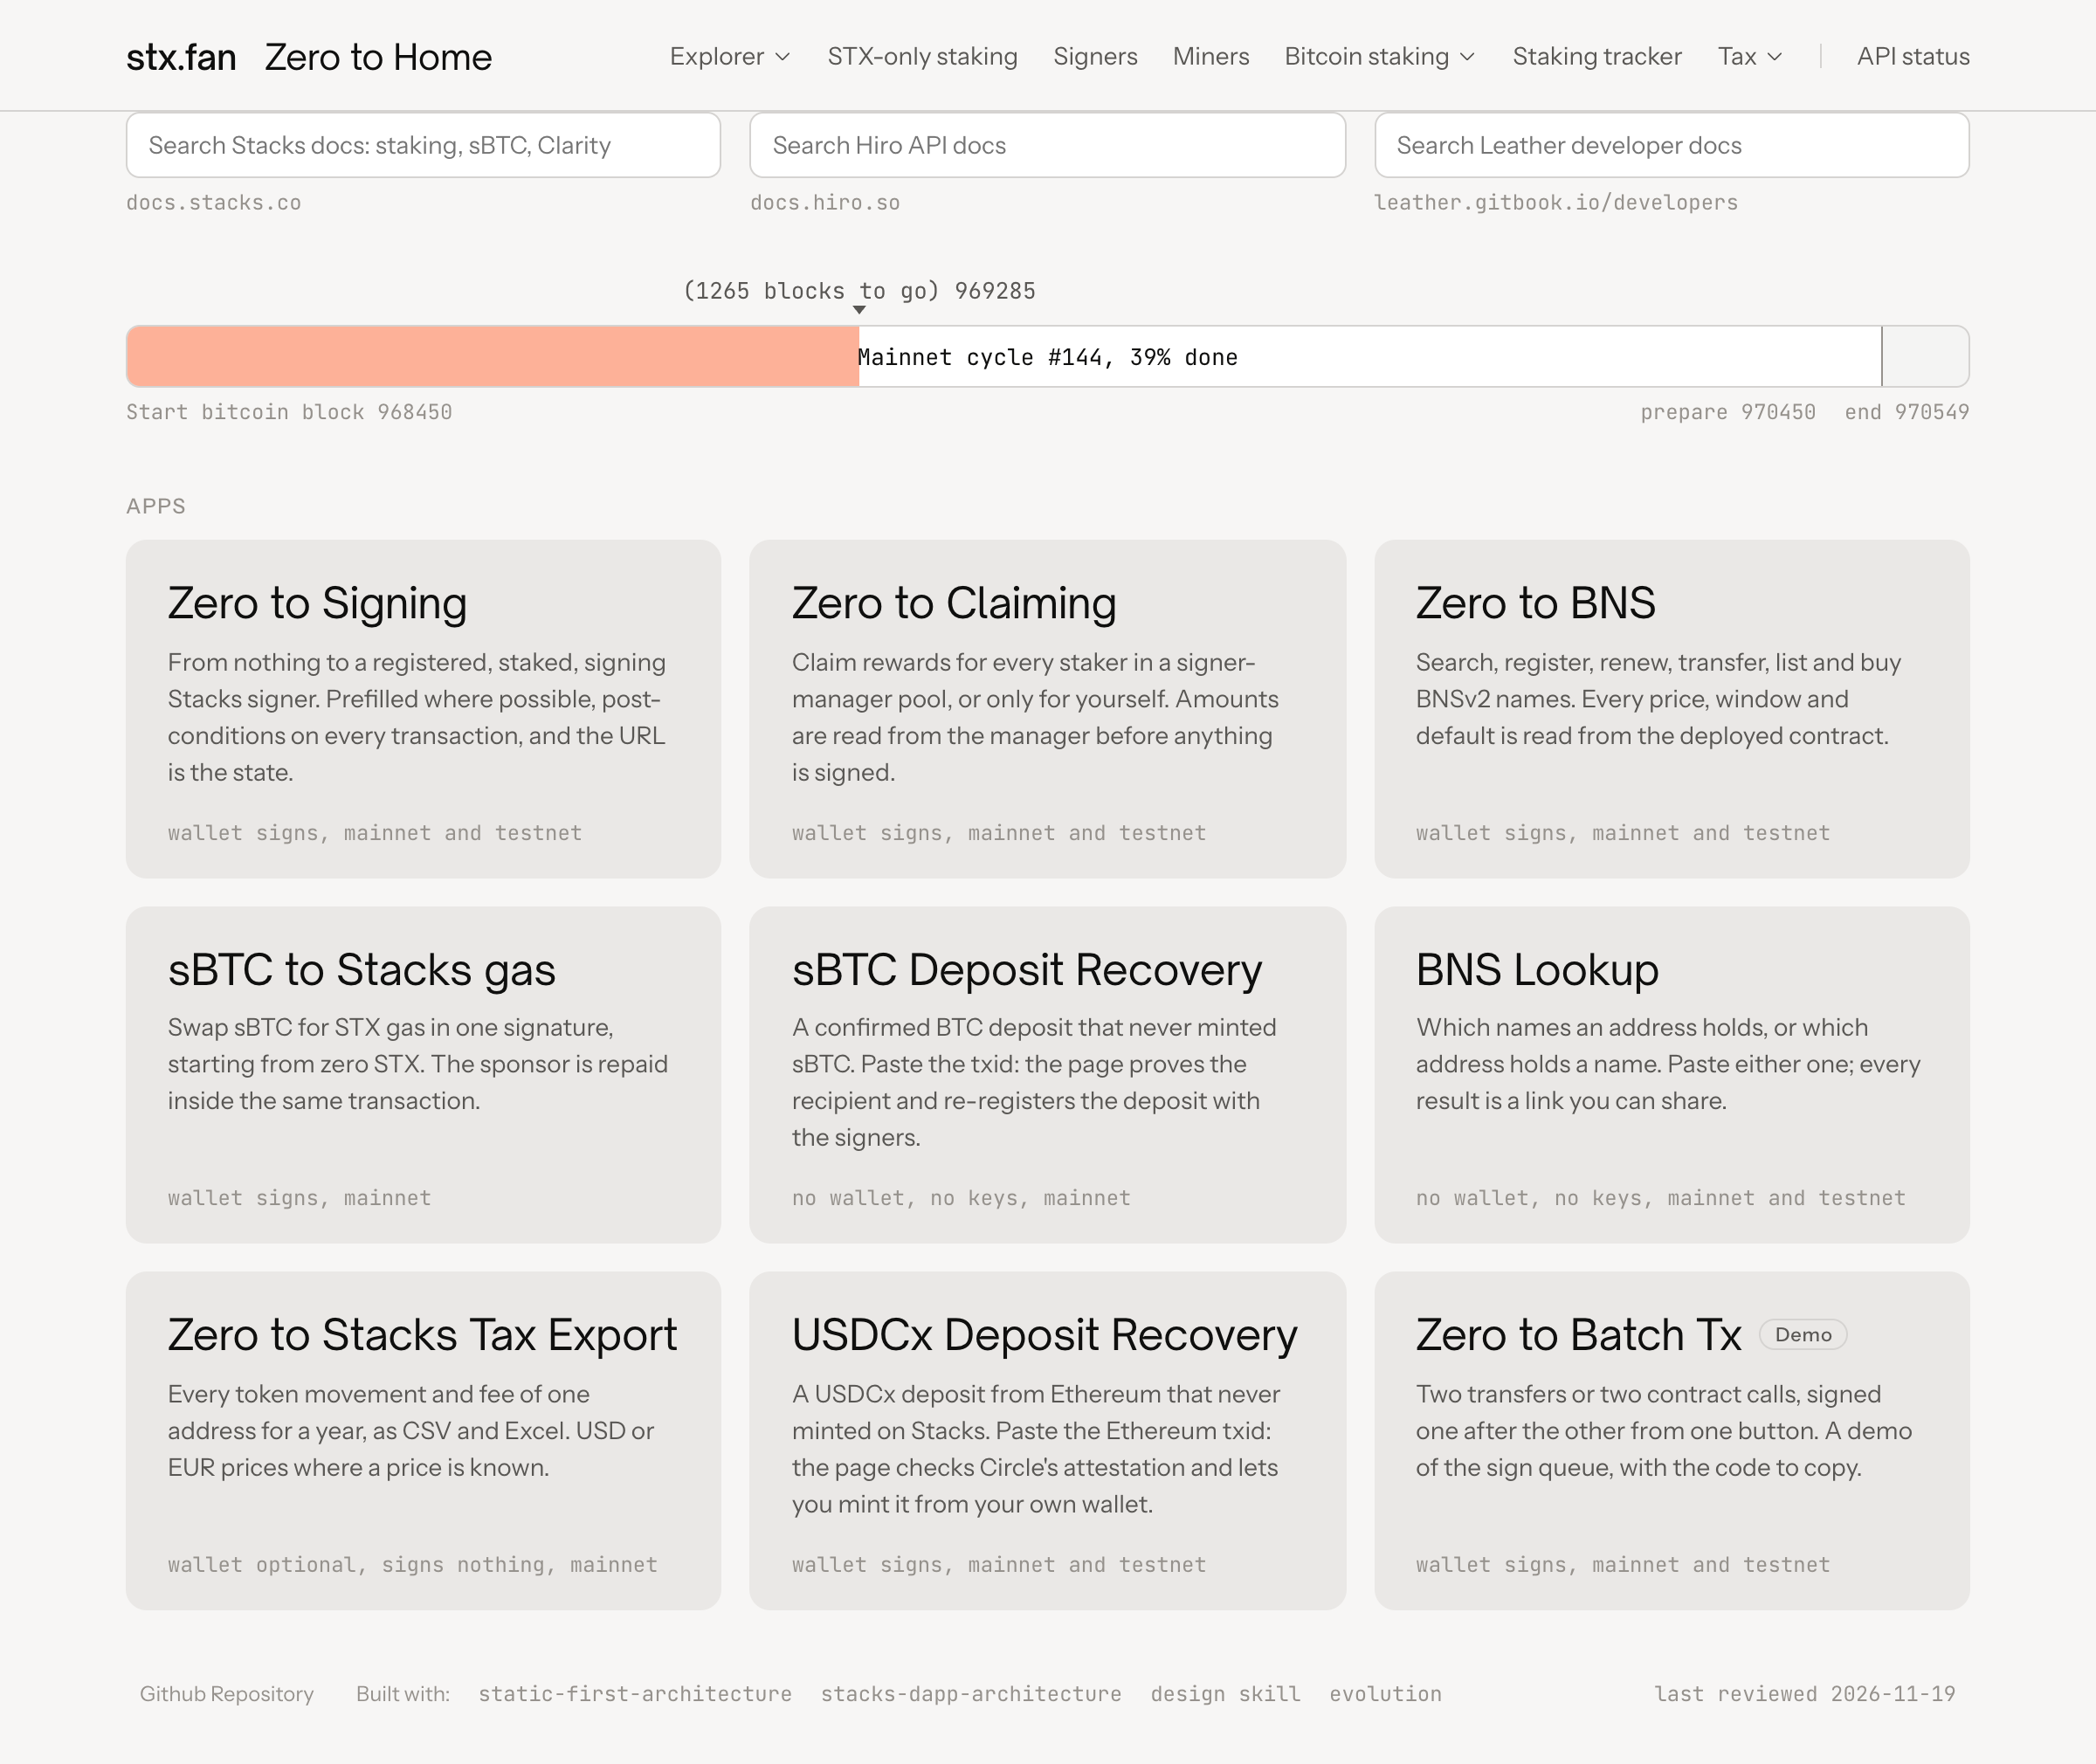 stx.fan Zero to Home Explorer STX-only staking Signers Miners Bitcoin staking Staking tracker Tax API status
Search Stacks docs: staking, sBTC, Clarity
Search Hiro API docs
Search Leather developer docs
docs.stacks.co
docs.hiro.so
leather.gitbook.io/developers
(1265 blocks to go) 969285
Mainnet cycle #144, 39% done
Start bitcoin block 968450
prepare 970450 end 970549
APPS
Zero to Signing
From nothing to a registered, staked, signing
Stacks signer. Prefilled where possible, post-
conditions on every transaction, and the URL
is the state.
wallet signs, mainnet and testnet
Zero to Claiming
Claim rewards for every staker in a signer-
manager pool, or only for yourself. Amounts
are read from the manager before anything
is signed.
wallet signs, mainnet and testnet
Zero to BNS
Search, register, renew, transfer, list and buy
BNSv2 names. Every price, window and
default is read from the deployed contract.
wallet signs, mainnet and testnet
sBTC to Stacks gas
Swap sBTC for STX gas in one signature,
starting from zero STX. The sponsor is repaid
inside the same transaction.
wallet signs, mainnet
sBTC Deposit Recovery
A confirmed BTC deposit that never minted
sBTC. Paste the txid: the page proves the
recipient and re-registers the deposit with
the signers.
no wallet, no keys, mainnet
BNS Lookup
Which names an address holds, or which
address holds a name. Paste either one; every
result is a link you can share.
no wallet, no keys, mainnet and testnet
Zero to Stacks Tax Export
Every token movement and fee of one
address for a year, as CSV and Excel. USD or
EUR prices where a price is known.
wallet optional, signs nothing, mainnet
USDCx Deposit Recovery
A USDCx deposit from Ethereum that never
minted on Stacks. Paste the Ethereum txid:
the page checks Circle's attestation and lets
you mint it from your own wallet.
wallet signs, mainnet and testnet
Zero to Batch Tx Demo
Two transfers or two contract calls, signed
one after the other from one button. A demo
of the sign queue, with the code to copy.
wallet signs, mainnet and testnet
Github Repository Built with: static-first-architecture stacks-dapp-architecture design skill evolution last reviewed 2026-11-19